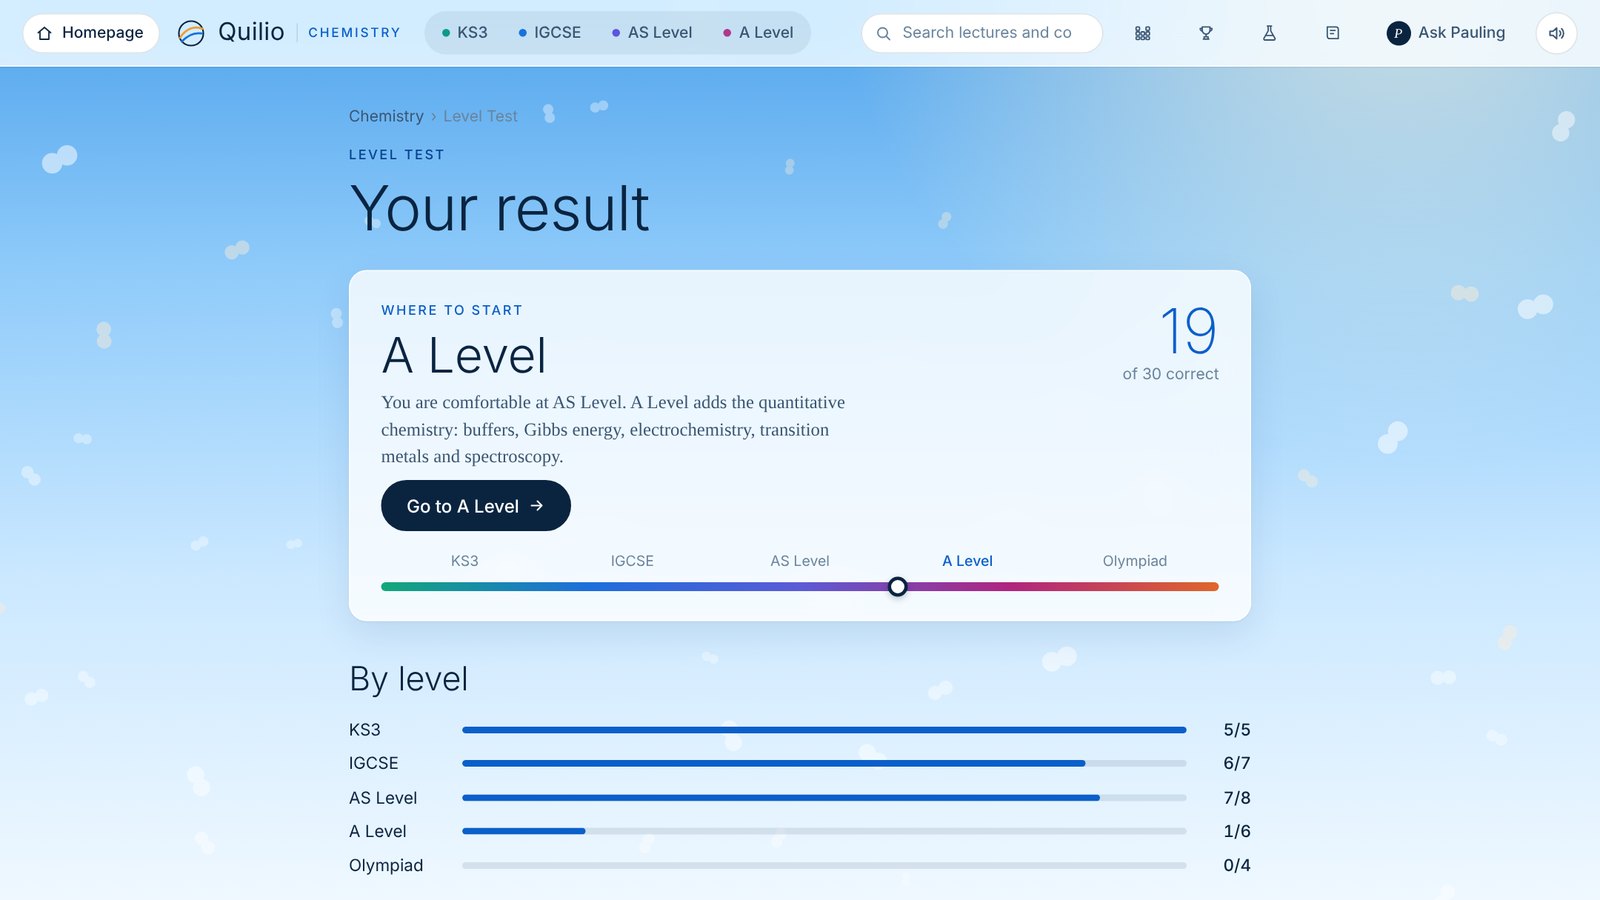 Homepage
Quilio
CHEMISTRY
KS3
IGCSE
AS Level
A Level
Search lectures and co
P
Ask Pauling
Chemistry › Level Test
LEVEL TEST
Your result
WHERE TO START
A Level
You are comfortable at AS Level. A Level adds the quantitative
chemistry: buffers, Gibbs energy, electrochemistry, transition
metals and spectroscopy.
Go to A Level →
19
of 30 correct
KS3 IGCSE AS Level A Level Olympiad
By level
KS3 5/5
IGCSE 6/7
AS Level 7/8
A Level 1/6
Olympiad 0/4